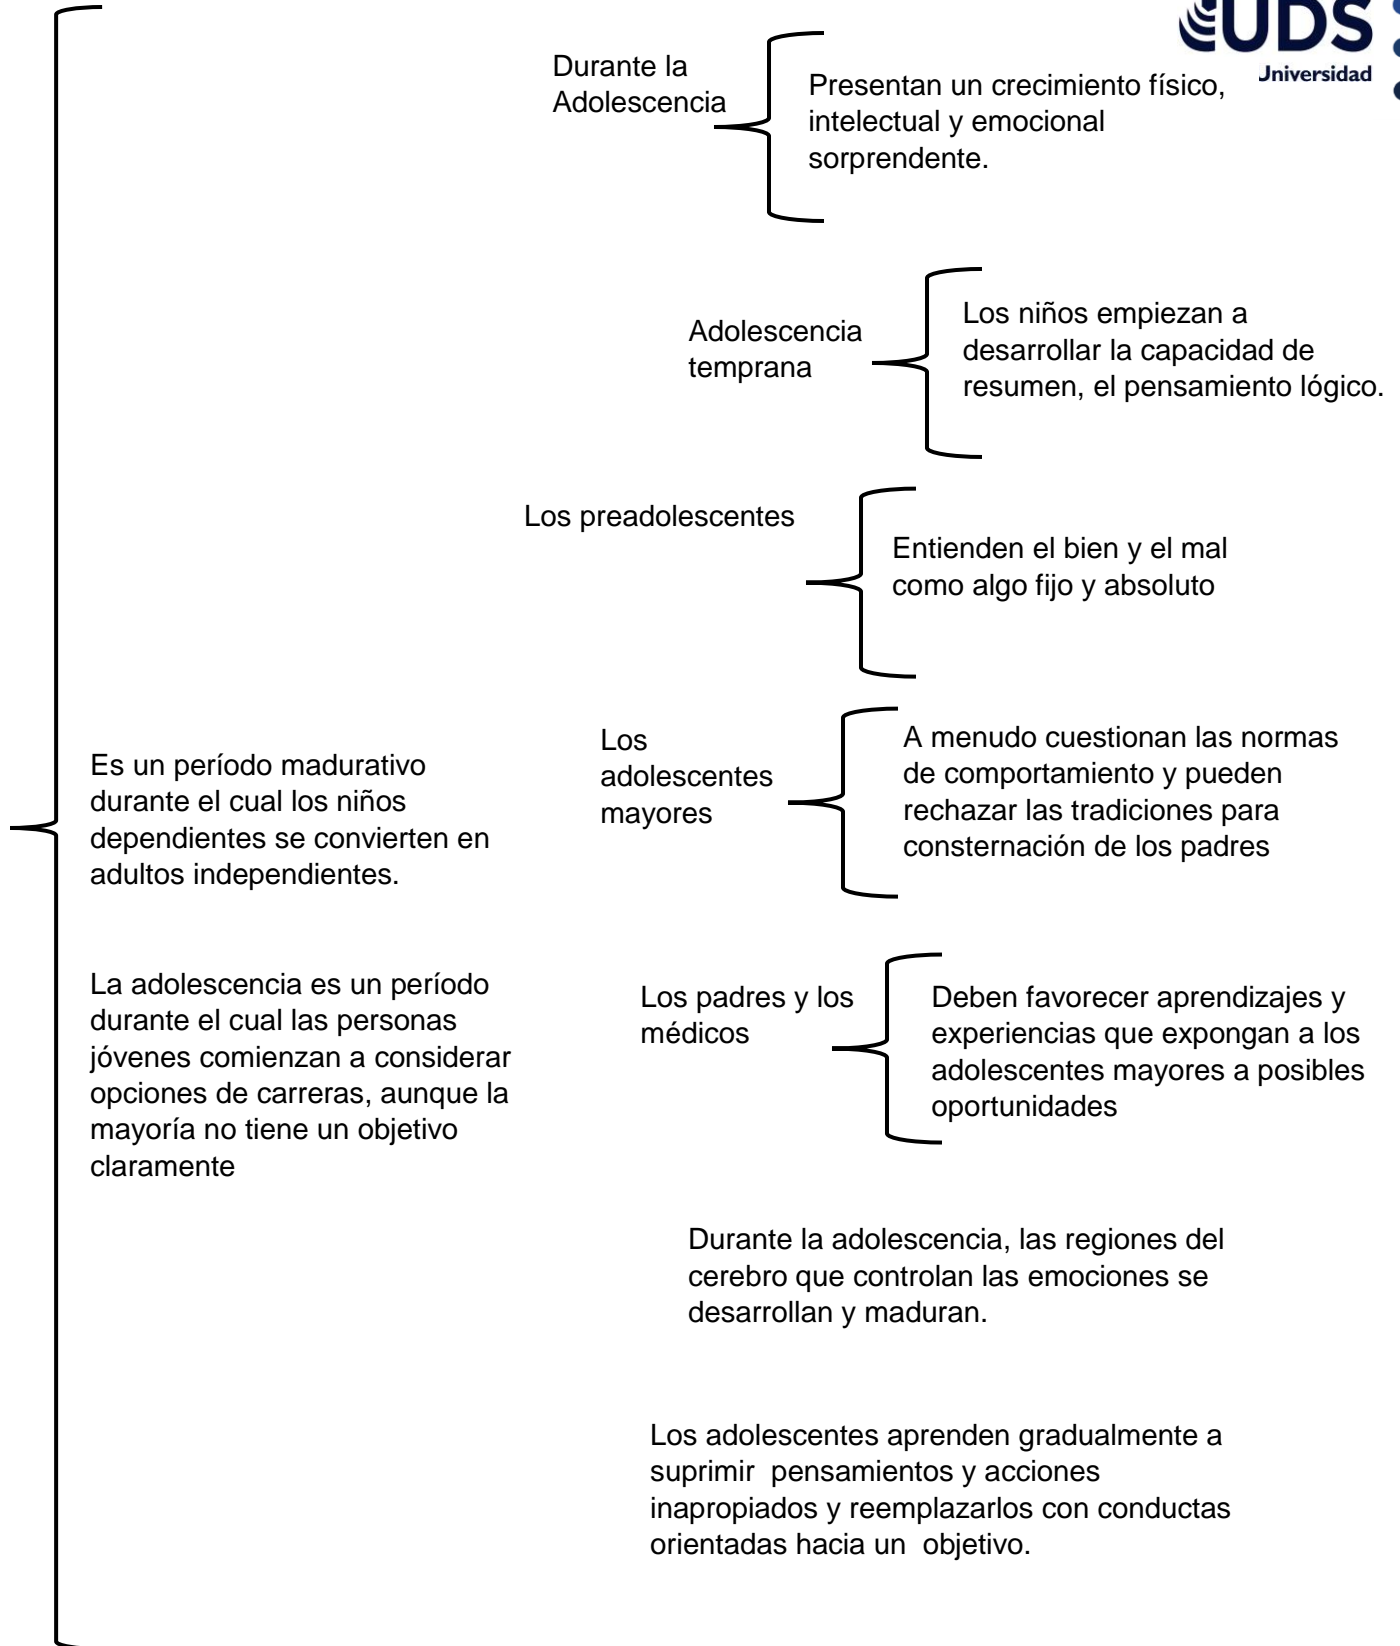 UDS
Universidad
Durante la
Adolescencia
Presentan un crecimiento físico,
intelectual y emocional
sorprendente.
Adolescencia
temprana
Los niños empiezan a
desarrollar la capacidad de
resumen, el pensamiento lógico.
Los preadolescentes
Entienden el bien y el mal
como algo fijo y absoluto
Es un período madurativo
durante el cual los niños
dependientes se convierten en
adultos independientes.
La adolescencia es un período
durante el cual las personas
jóvenes comienzan a considerar
opciones de carreras, aunque la
mayoría no tiene un objetivo
claramente
Los
adolescentes
mayores
A menudo cuestionan las normas
de comportamiento y pueden
rechazar las tradiciones para
consternación de los padres
Los padres y los
médicos
Deben favorecer aprendizajes y
experiencias que expongan a los
adolescentes mayores a posibles
oportunidades
Durante la adolescencia, las regiones del
cerebro que controlan las emociones se
desarrollan y maduran.
Los adolescentes aprenden gradualmente a
suprimir  pensamientos y acciones
inapropiados y reemplazarlos con conductas
orientadas hacia un  objetivo.